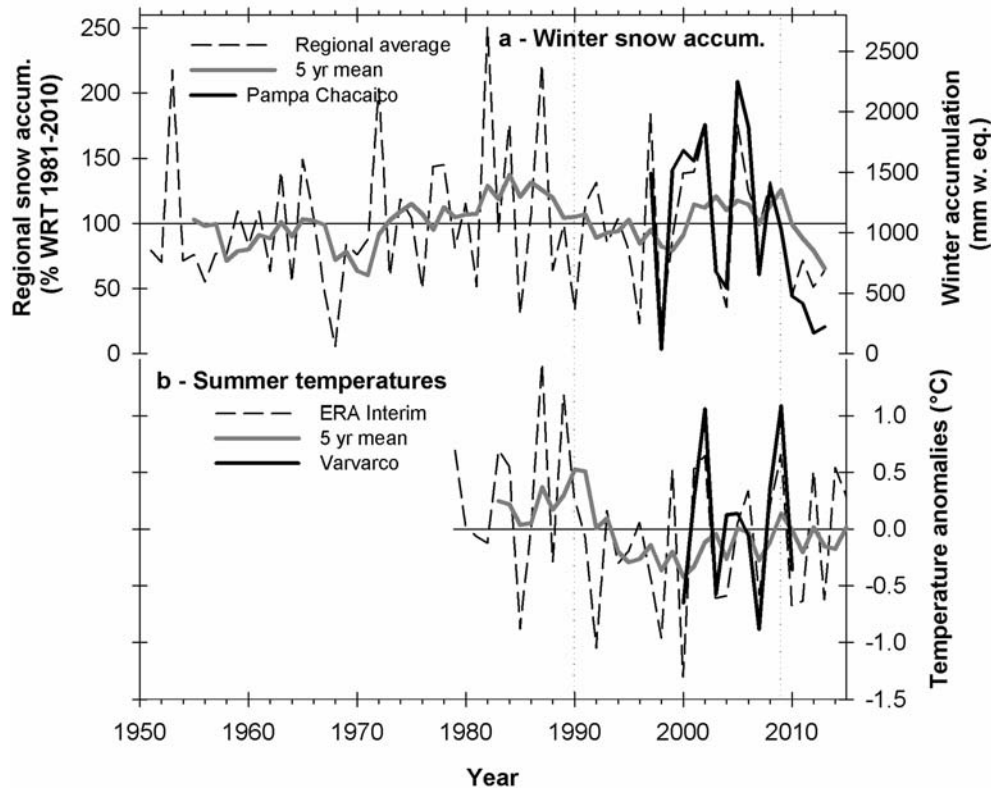 a - Winter snow accum.
Regional average
5 yr mean
Pampa Chacaico
Regional snow accum.
(% WRT 1981-2010)
250
200
150
100
50
0
2500
2000
1500
1000
500
0
Winter accumulation
(mm w. eq.)
b - Summer temperatures
ERA Interim
5 yr mean
Varvarco
1.0
0.5
0.0
-0.5
-1.0
-1.5
Temperature anomalies (°C)
1950 1960 1970 1980 1990 2000 2010
Year